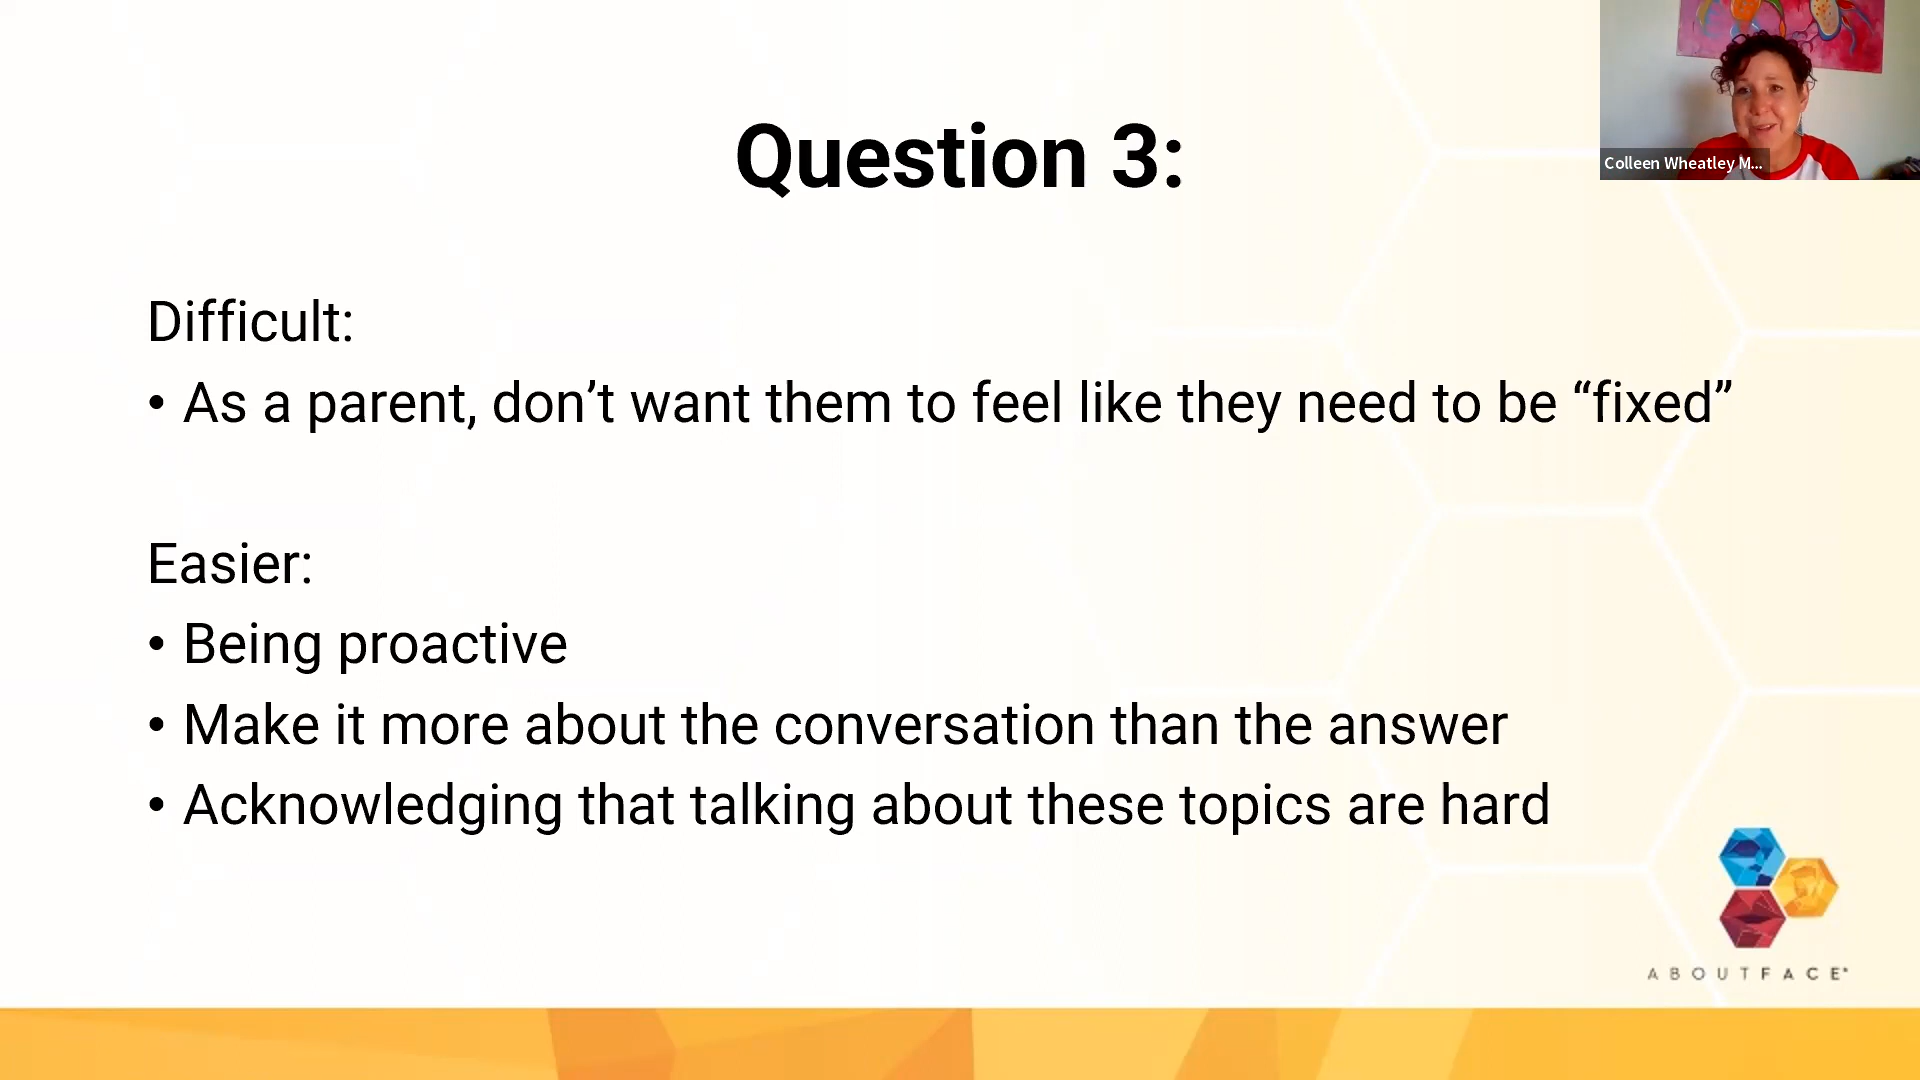 Question 3:
Colleen Wheatley M...
Difficult:
• As a parent, don’t want them to feel like they need to be “fixed”
Easier:
• Being proactive
• Make it more about the conversation than the answer
• Acknowledging that talking about these topics are hard
ABOUTFACE